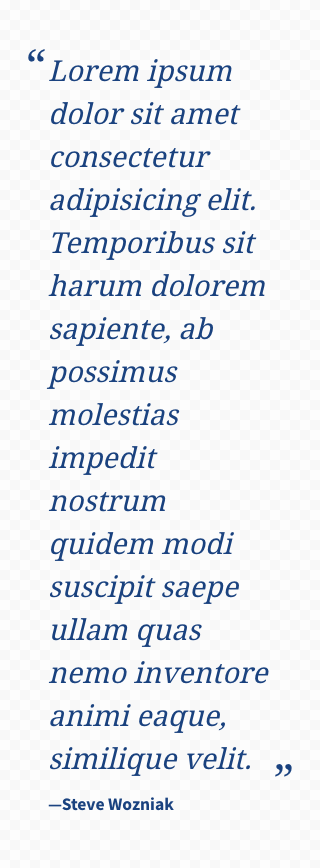 “Lorem ipsum
dolor sit amet
consectetur
adipisicing elit.
Temporibus sit
harum dolorem
sapiente, ab
possimus
molestias
impedit
nostrum
quidem modi
suscipit saepe
ullam quas
nemo inventore
animi eaque,
similique velit. ”
—Steve Wozniak